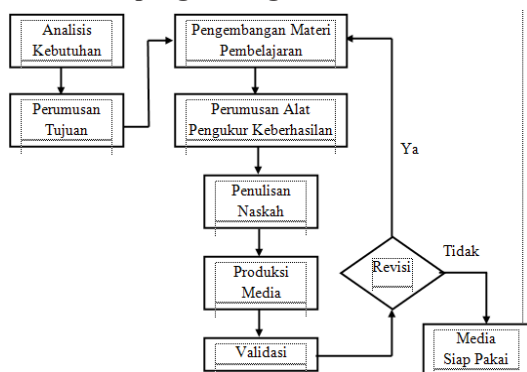 Analisis
Kebutuhan
Perumusan
Tujuan
Pengembangan Materi
Pembelajaran
Perumusan Alat
Pengukur Keberhasilan
Penulisan
Naskah
Produksi
Media
Validasi
Revisi
Ya
Tidak
Media
Siap Pakai